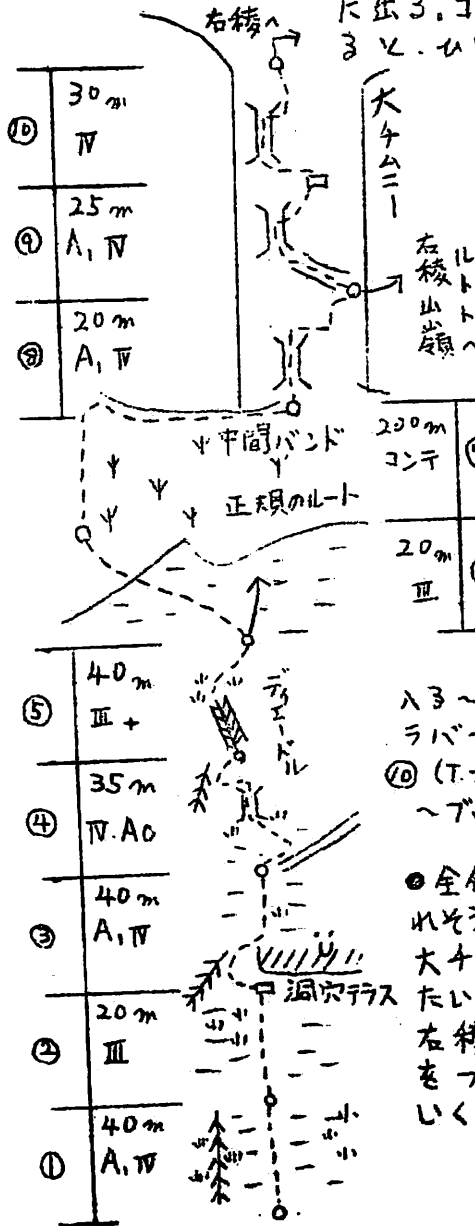 右稜へ
に出る.コ
ると.ひ
⑩ 30m
Ⅳ
大チムニー
⑨ 25m
A1 Ⅳ
ルート
右稜山嶺へ
⑧ 20m
A1 Ⅳ
中間バンド
230m
コンテ
正規のルート
20m
Ⅲ
⑤ 40m
Ⅲ+
ディエードル
④ 35m
Ⅳ.A0
入る〜
ラバー
⑩ (T.
〜ブ
③ 40m
A1 Ⅳ
洞穴テラス
② 20m
Ⅲ
① 40m
A1 Ⅳ
●全
れそ
大チ
たい
右稜
をつ
いく